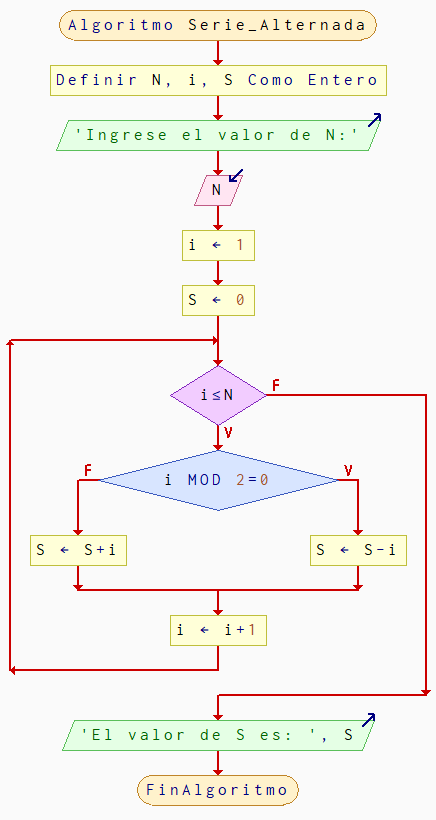 Algoritmo Serie_Alternada
Definir N, i, S Como Entero
'Ingrese el valor de N:'
N
i ← 1
S ← 0
i≤N
F
V
i MOD 2=0
F
V
S ← S+i
S ← S-i
i ← i+1
'El valor de S es: ', S
FinAlgoritmo